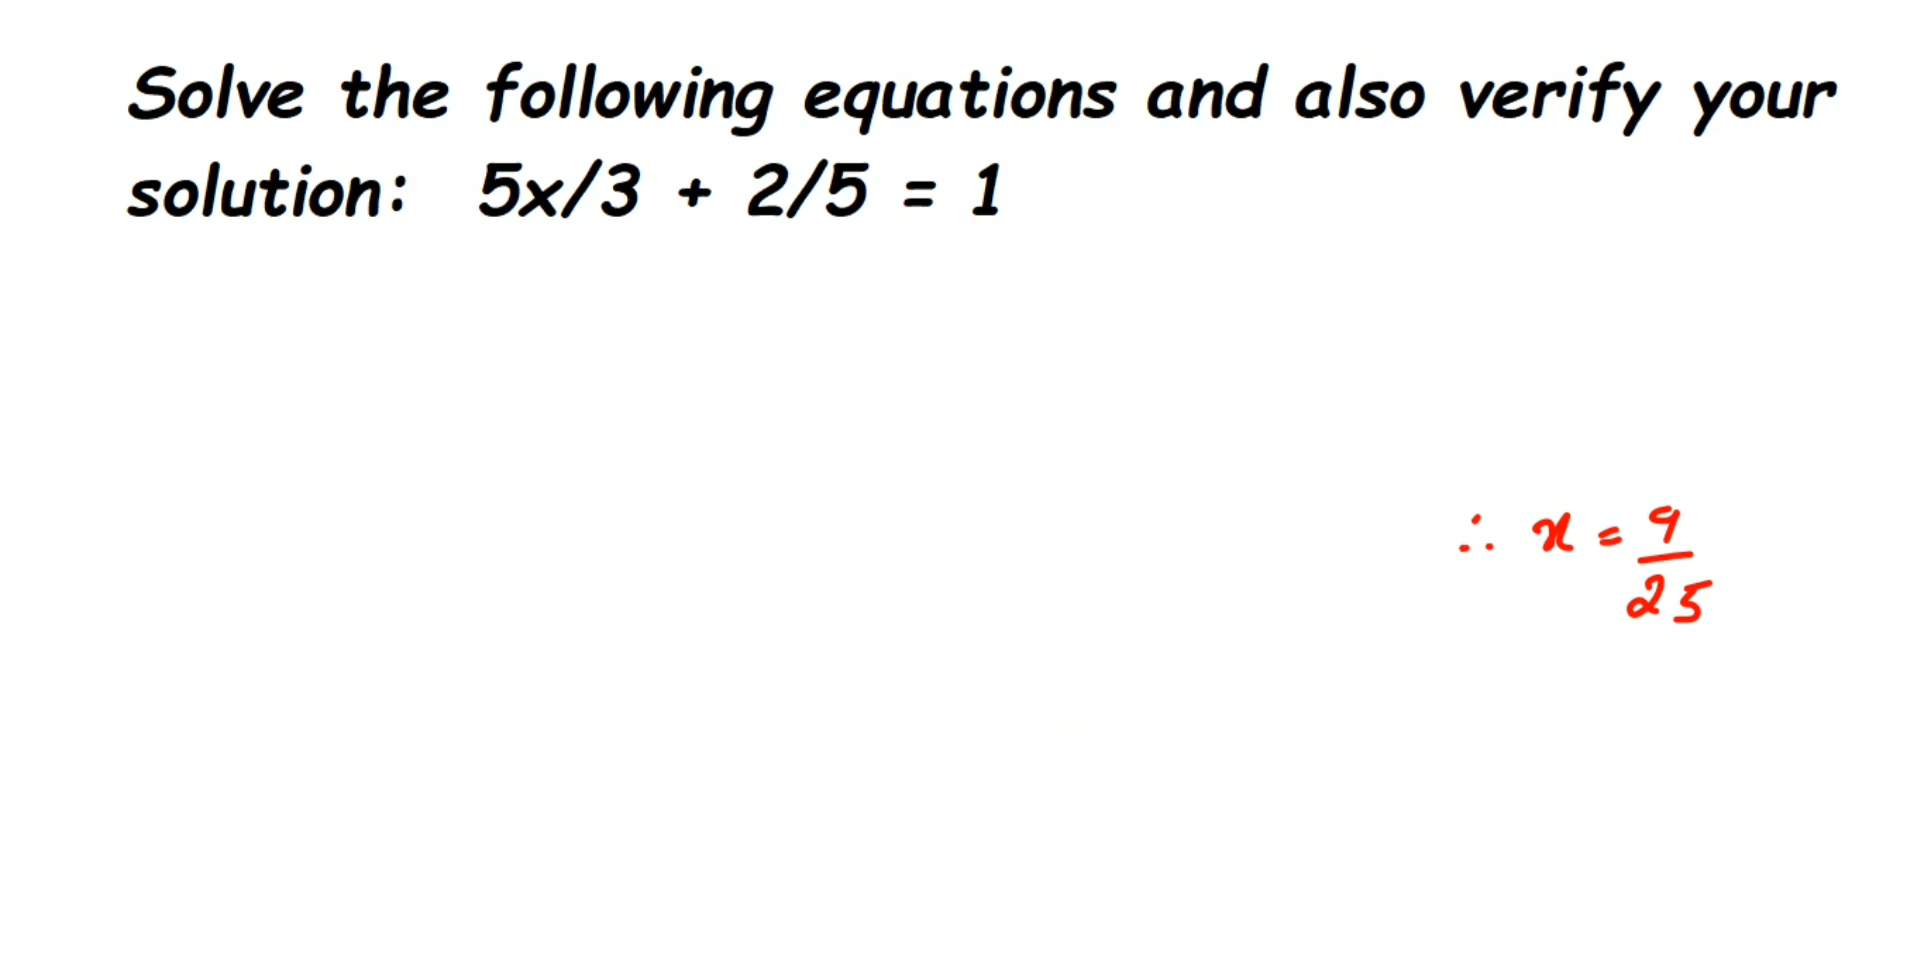 Solve the following equations and also verify your
solution: 5x/3 + 2/5 = 1
∴ x = 9/25